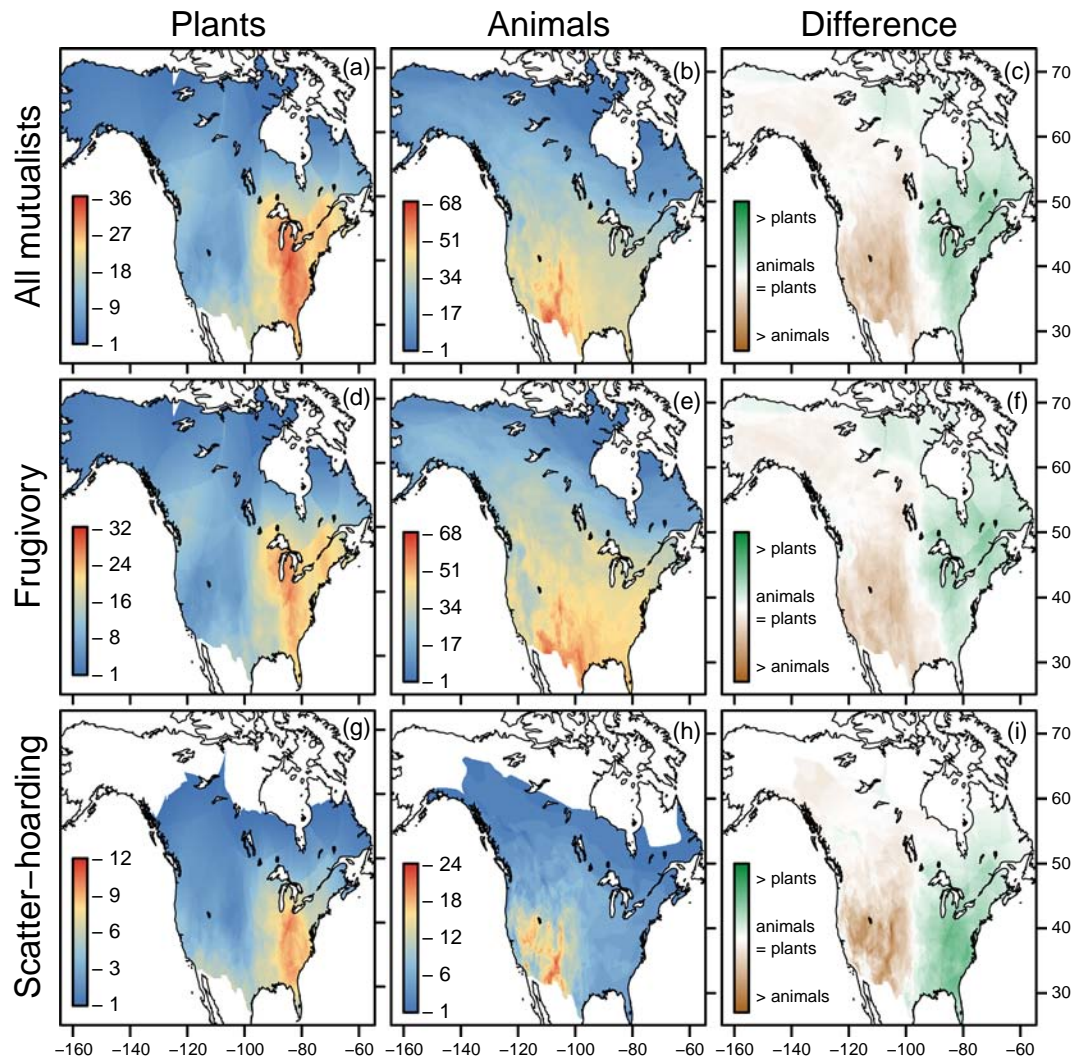 Plants Animals Difference
All mutualists
(a)
– 36
– 27
– 18
– 9
– 1
(b)
– 68
– 51
– 34
– 17
– 1
(c)
> plants
animals
= plants
> animals
70
60
50
40
30
Frugivory
(d)
– 32
– 24
– 16
– 8
– 1
(e)
– 68
– 51
– 34
– 17
– 1
(f)
> plants
animals
= plants
> animals
70
60
50
40
30
Scatter–hoarding
(g)
– 12
– 9
– 6
– 3
– 1
(h)
– 24
– 18
– 12
– 6
– 1
(i)
> plants
animals
= plants
> animals
70
60
50
40
30
−160 −140 −120 −100 −80 −60
−160 −140 −120 −100 −80 −60
−160 −140 −120 −100 −80 −60